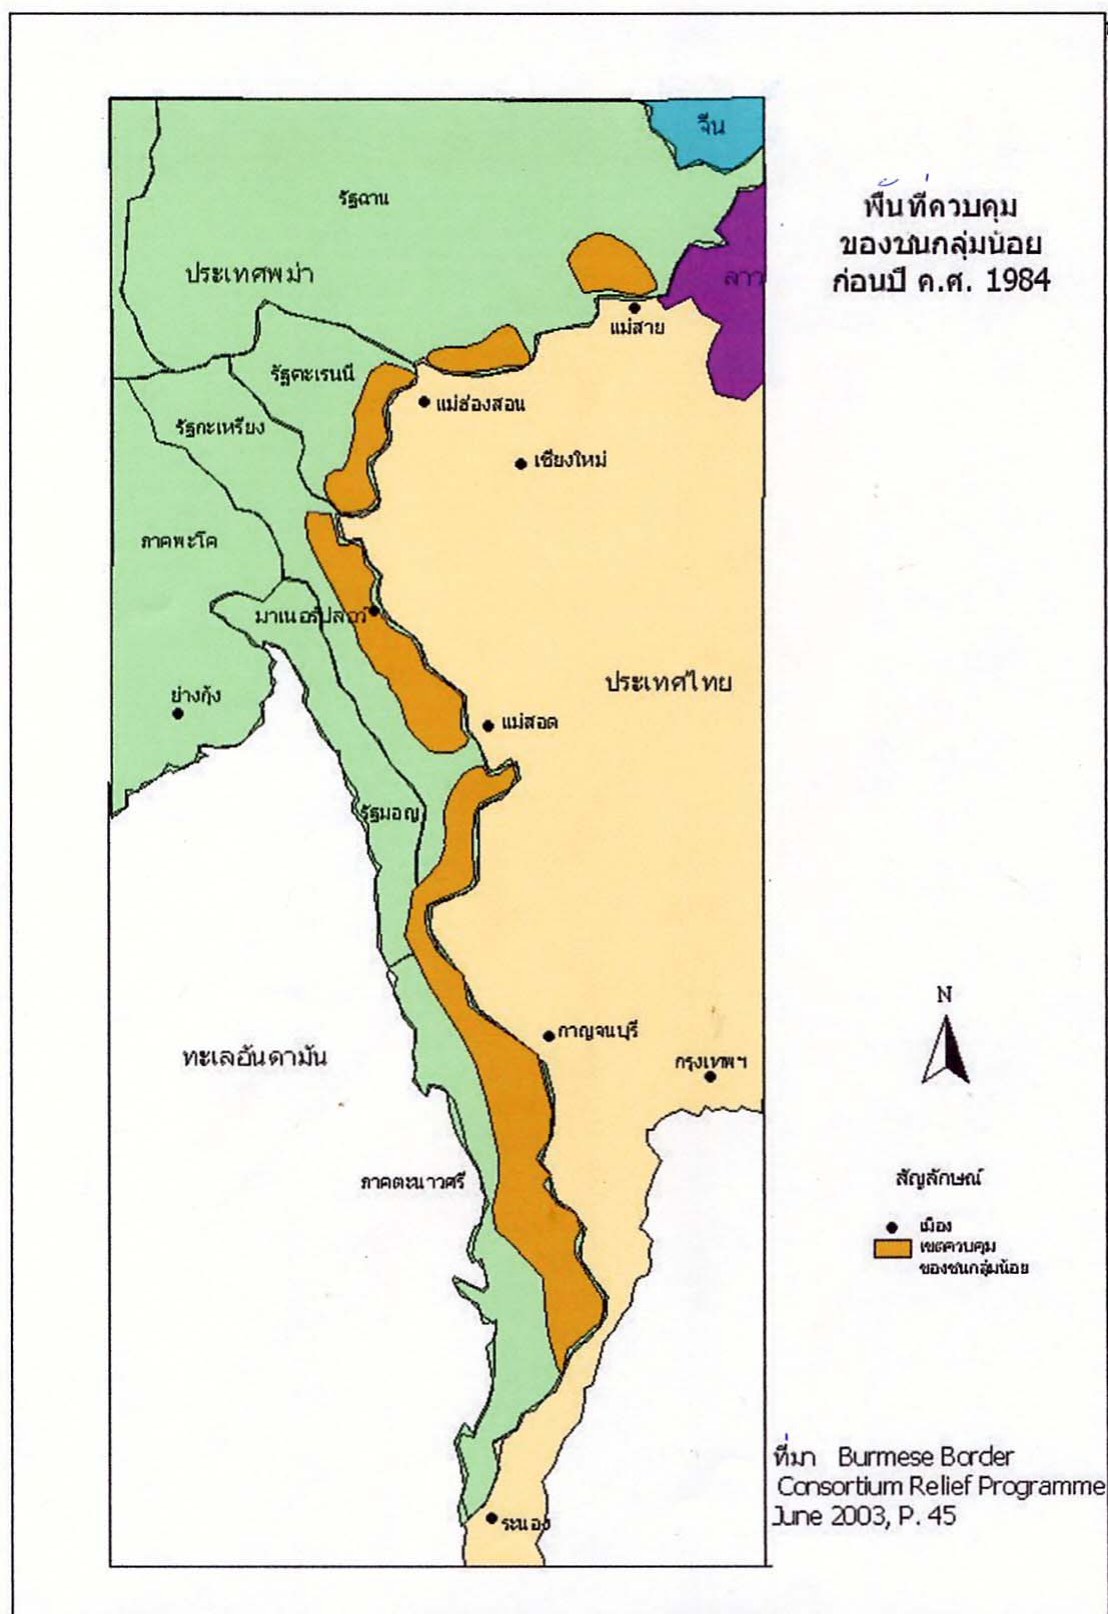 จีน
รัฐฉาน
ประเทศพม่า
ลาว
แม่สาย
รัฐคะเรนนี
แม่ฮ่องสอน
รัฐกะเหรี่ยง
เชียงใหม่
ภาคพะโค
มาเนอร์ปลอว์
ประเทศไทย
ย่างกุ้ง
แม่สอด
รัฐมอญ
กาญจนบุรี
ทะเลอันดามัน
กรุงเทพฯ
ภาคตะนาวศรี
ระนอง
พื้นที่ควบคุม
ของชนกลุ่มน้อย
ก่อนปี ค.ศ. 1984
N
สัญลักษณ์
เมือง
เขตควบคุม
ของชนกลุ่มน้อย
ที่มา Burmese Border
Consortium Relief Programme
June 2003, P. 45